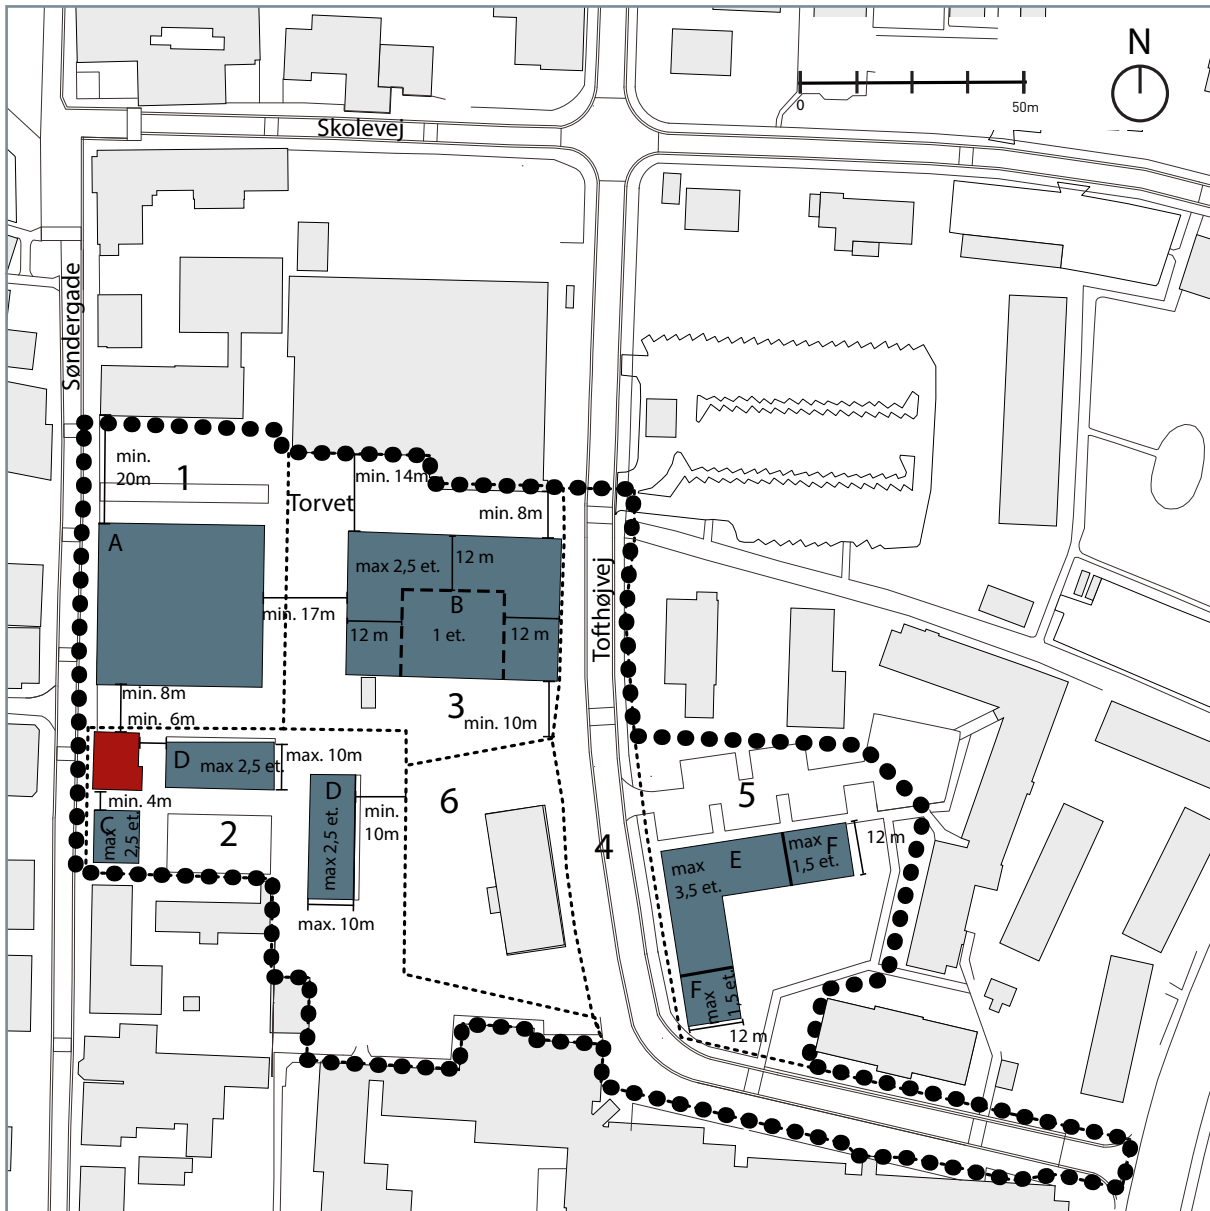 N
0
50m
Skolevej
Søndergade
min.
20m
1
min. 14m
Torvet
min. 8m
A
max 2,5 et.
12 m
B
1 et.
12 m
12 m
min. 17m
Tofthøjvej
min. 8m
min. 6m
3
min. 10m
D
max 2,5 et.
max. 10m
D
max 2,5 et.
min.
10m
max. 10m
min. 4m
C
max
2,5 et.
2
6
4
5
E
max
3,5 et.
max
1,5 et.
F
12 m
F
max
1,5 et.
12 m